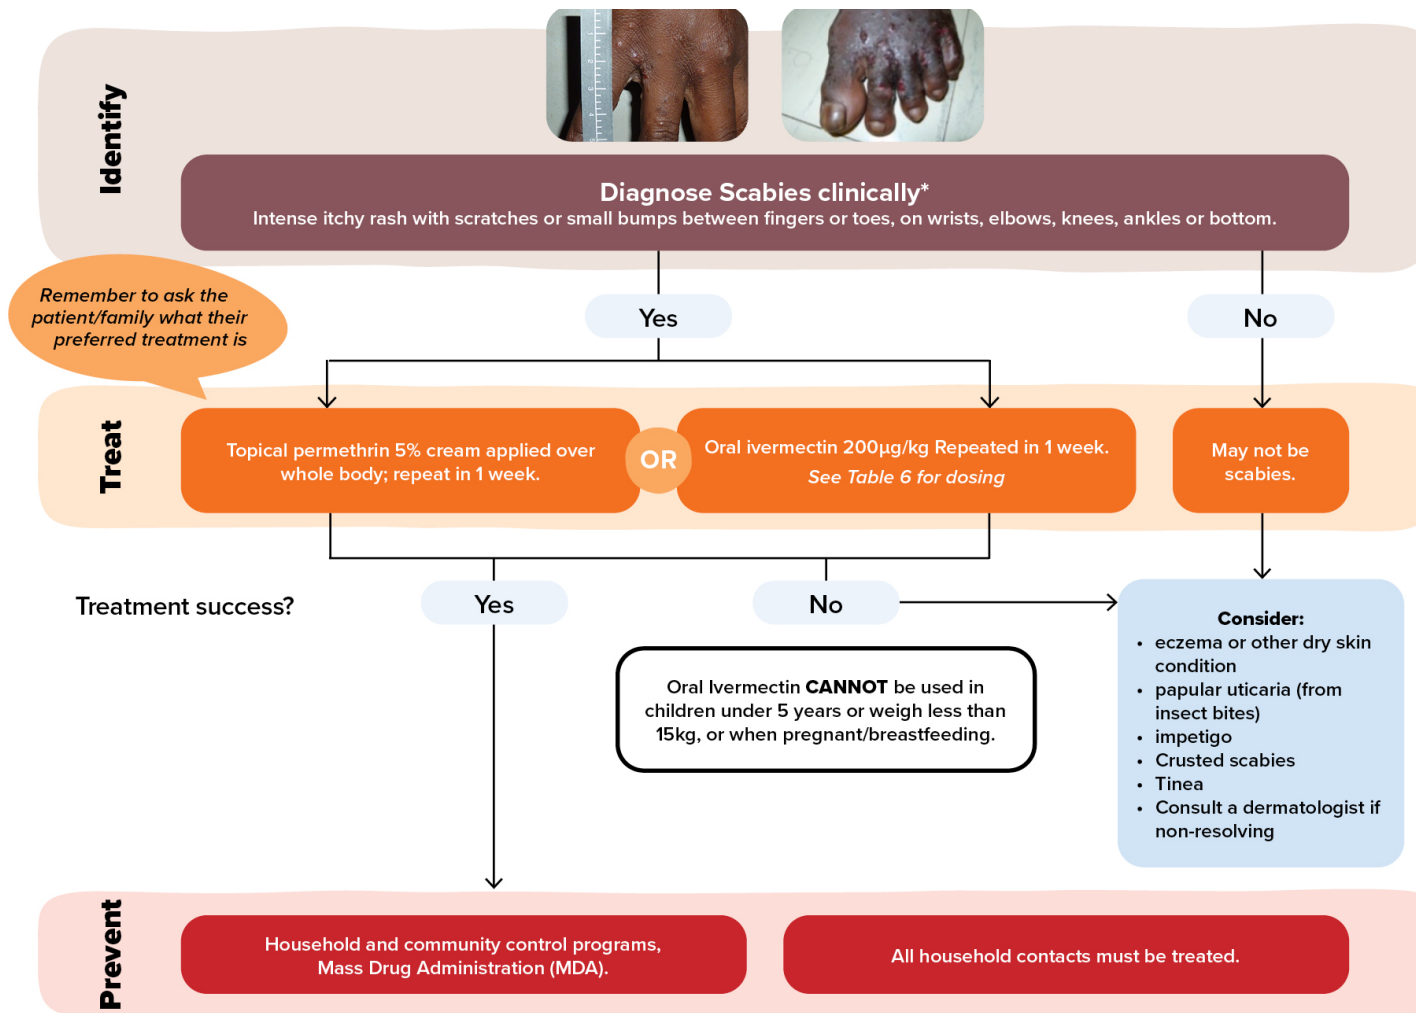 Identify
Diagnose Scabies clinically*
Intense itchy rash with scratches or small bumps between fingers or toes, on wrists, elbows, knees, ankles or bottom.
Remember to ask the
patient/family what their
preferred treatment is
Yes
No
Treat
Topical permethrin 5% cream applied over
whole body; repeat in 1 week.
OR
Oral ivermectin 200μg/kg Repeated in 1 week.
See Table 6 for dosing
May not be
scabies.
Treatment success?
Yes
No
Oral Ivermectin CANNOT be used in
children under 5 years or weigh less than
15kg, or when pregnant/breastfeeding.
Consider:
• eczema or other dry skin
condition
• papular uticaria (from
insect bites)
• impetigo
• Crusted scabies
• Tinea
• Consult a dermatologist if
non-resolving
Prevent
Household and community control programs,
Mass Drug Administration (MDA).
All household contacts must be treated.